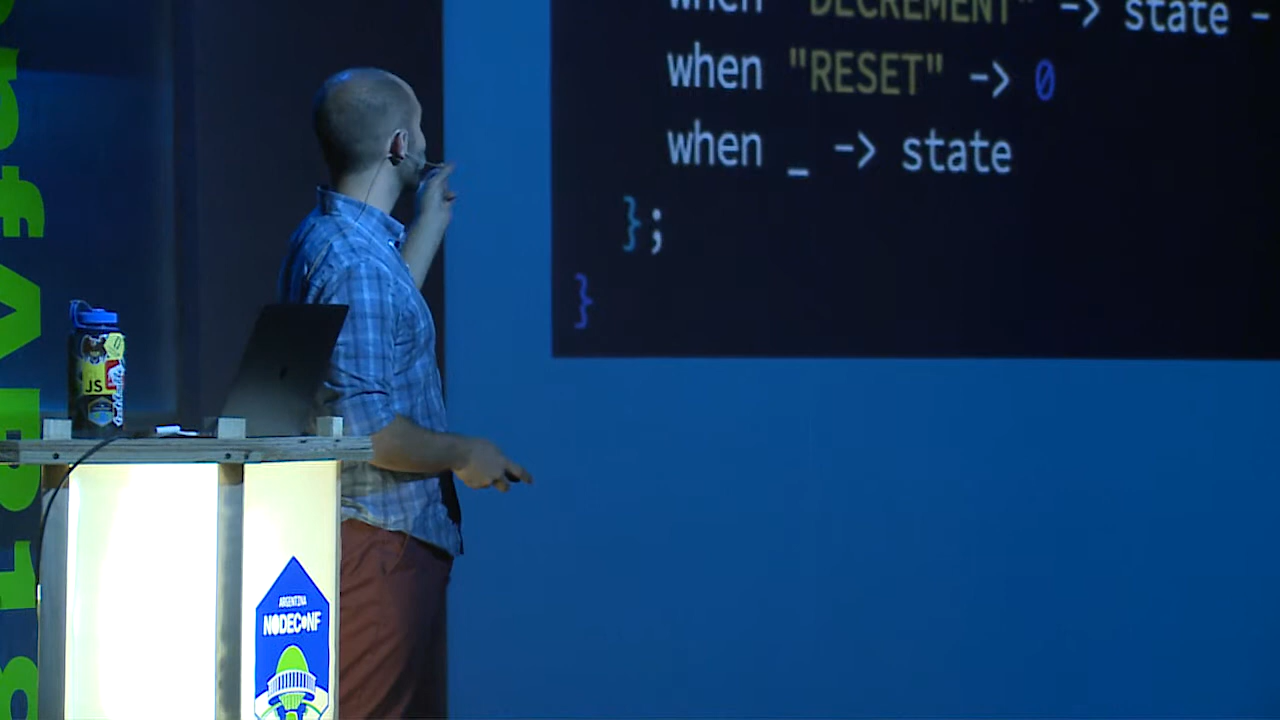 when "DECREMENT" -> state -
when "RESET" -> 0
when _ -> state
};
}
JS
ARGENTINA
NODECONF